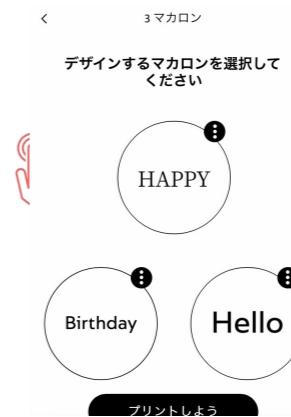 3 マカロン
デザインするマカロンを選択して
ください
HAPPY
Birthday
Hello
プリントしよう